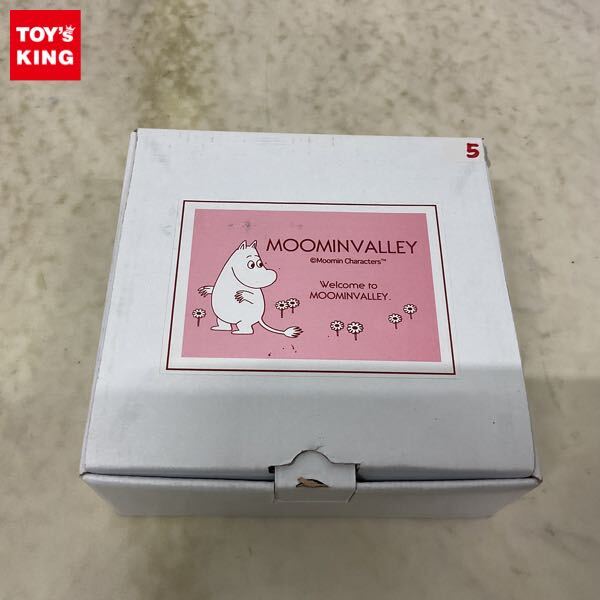 TOY'S
KING
5
MOOMINVALLEY
©Moomin Characters™
Welcome to
MOOMINVALLEY.